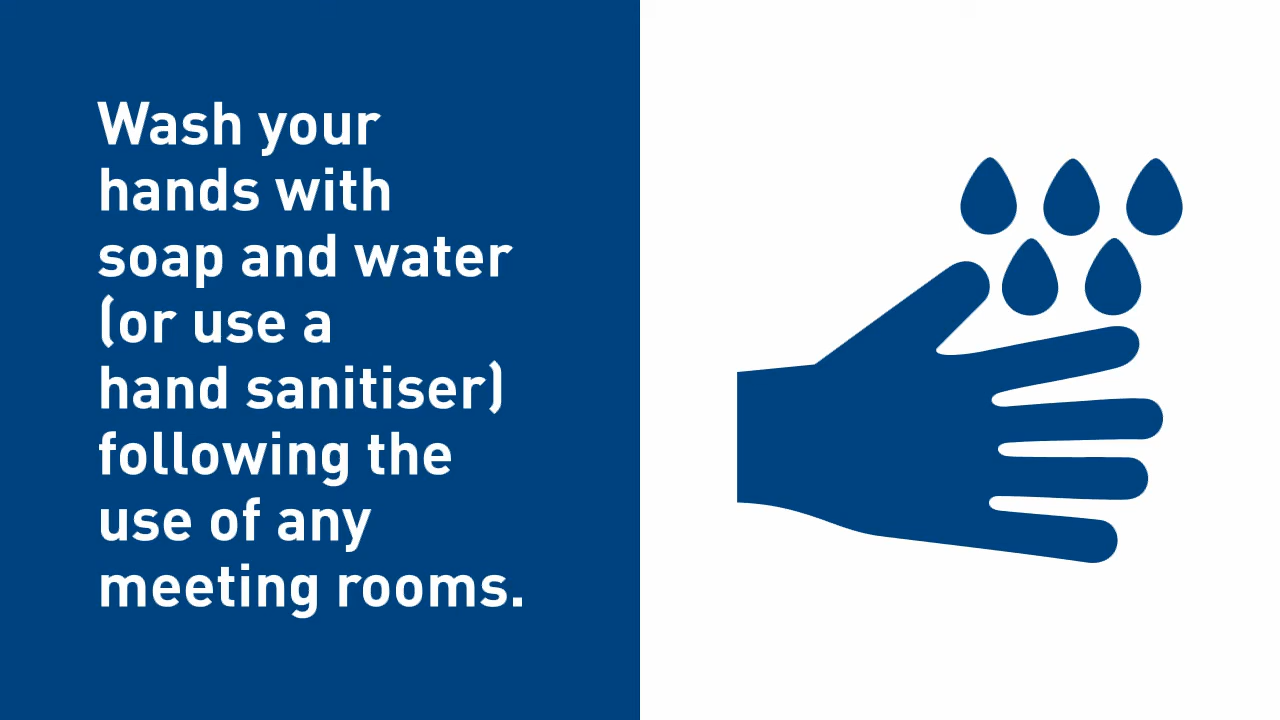 Wash your
hands with
soap and water
(or use a
hand sanitiser)
following the
use of any
meeting rooms.